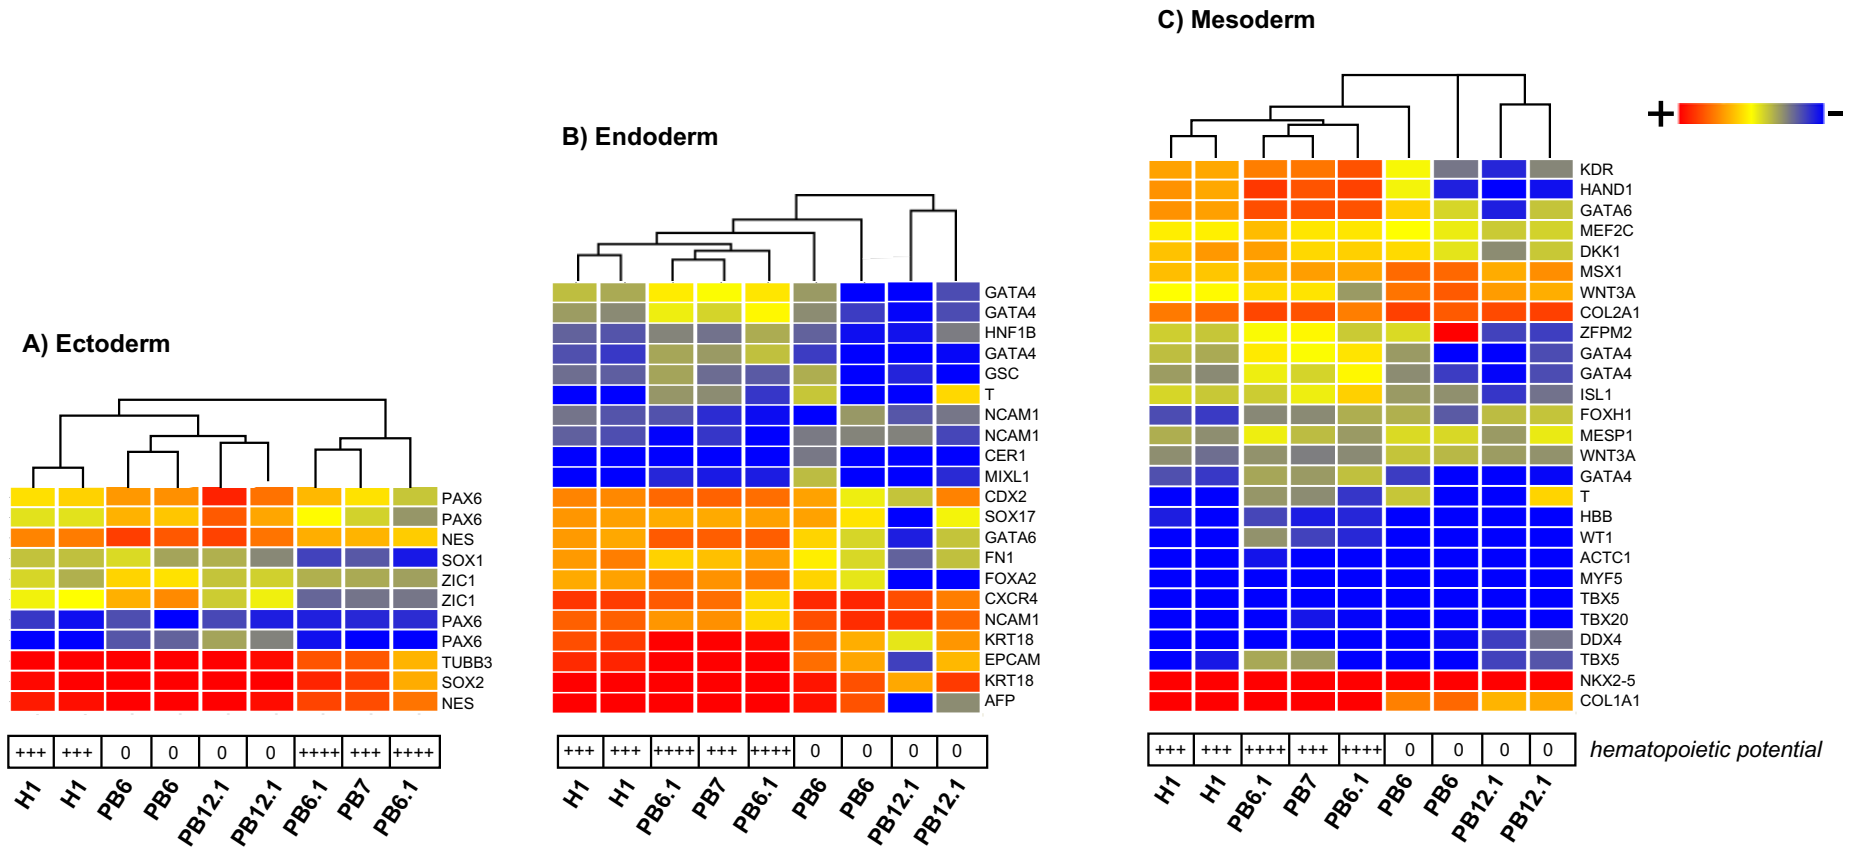 C) Mesoderm
+ -
B) Endoderm
A) Ectoderm
PAX6
PAX6
NES
SOX1
ZIC1
ZIC1
PAX6
PAX6
TUBB3
SOX2
NES
+++ +++ 0 0 0 0 ++++ +++ ++++
H1 H1 PB6 PB6 PB12.1 PB12.1 PB6.1 PB7 PB6.1
GATA4
GATA4
HNF1B
GATA4
GSC
T
NCAM1
NCAM1
CER1
MIXL1
CDX2
SOX17
GATA6
FN1
FOXA2
CXCR4
NCAM1
KRT18
EPCAM
KRT18
AFP
+++ +++ ++++ +++ ++++ 0 0 0 0
H1 H1 PB6.1 PB7 PB6.1 PB6 PB6 PB12.1 PB12.1
KDR
HAND1
GATA6
MEF2C
DKK1
MSX1
WNT3A
COL2A1
ZFPM2
GATA4
GATA4
ISL1
FOXH1
MESP1
WNT3A
GATA4
T
HBB
WT1
ACTC1
MYF5
TBX5
TBX20
DDX4
TBX5
NKX2-5
COL1A1
+++ +++ ++++ +++ ++++ 0 0 0 0 hematopoietic potential
H1 H1 PB6.1 PB7 PB6.1 PB6 PB6 PB12.1 PB12.1